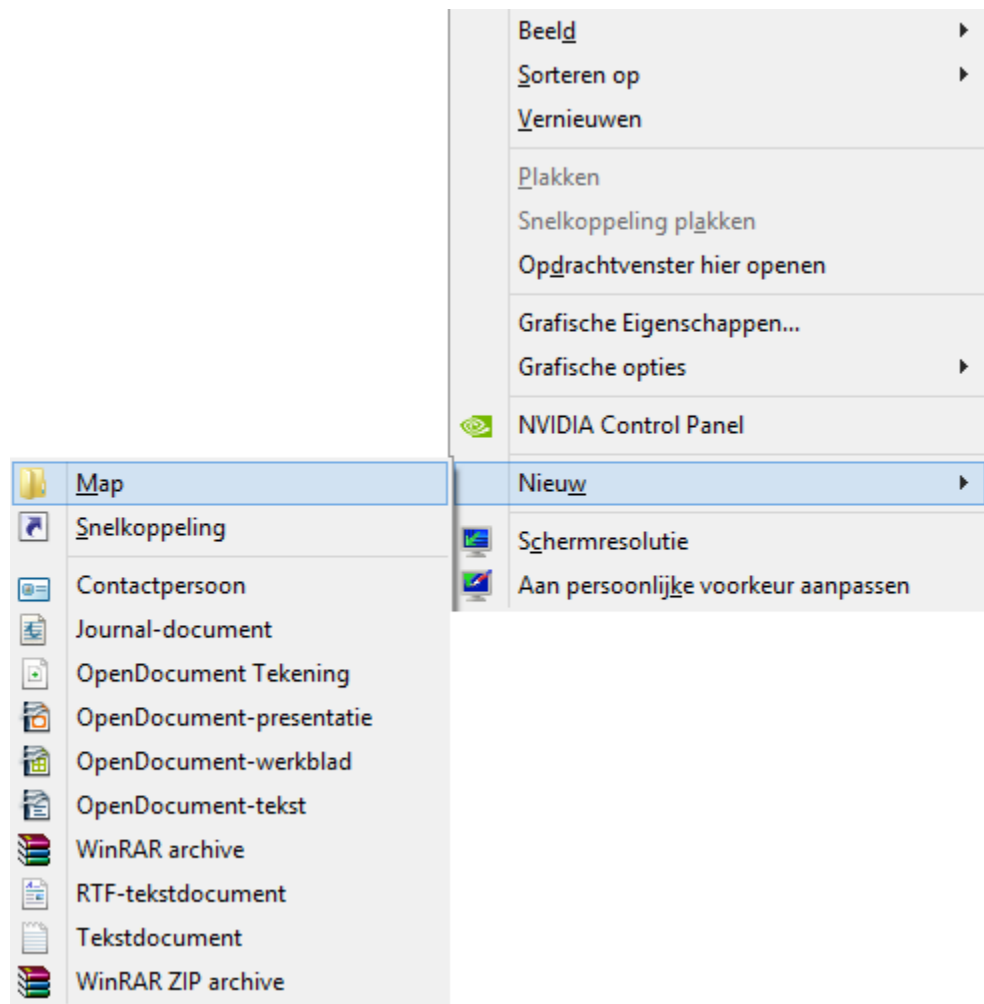 Beeld
Sorteren op
Vernieuwen
Plakken
Snelkoppeling plakken
Opdrachtvenster hier openen
Grafische Eigenschappen...
Grafische opties
NVIDIA Control Panel
Nieuw
Schermresolutie
Aan persoonlijke voorkeur aanpassen
Map
Snelkoppeling
Contactpersoon
Journal-document
OpenDocument Tekening
OpenDocument-presentatie
OpenDocument-werkblad
OpenDocument-tekst
WinRAR archive
RTF-tekstdocument
Tekstdocument
WinRAR ZIP archive